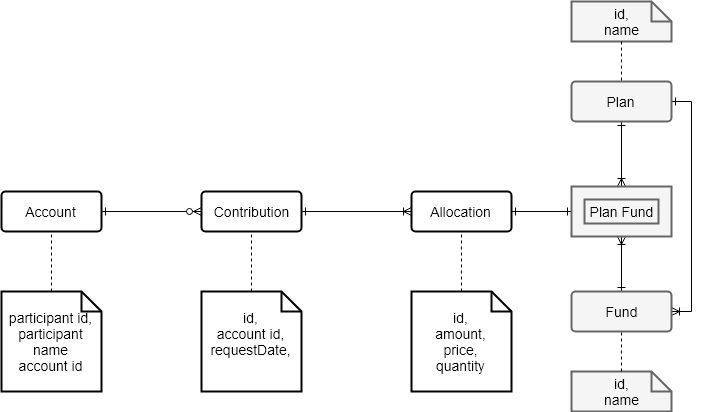 id,
name
Plan
Account
Contribution
Allocation
Plan Fund
participant id,
participant
name
account id
id,
account id,
requestDate,
id,
amount,
price,
quantity
Fund
id,
name